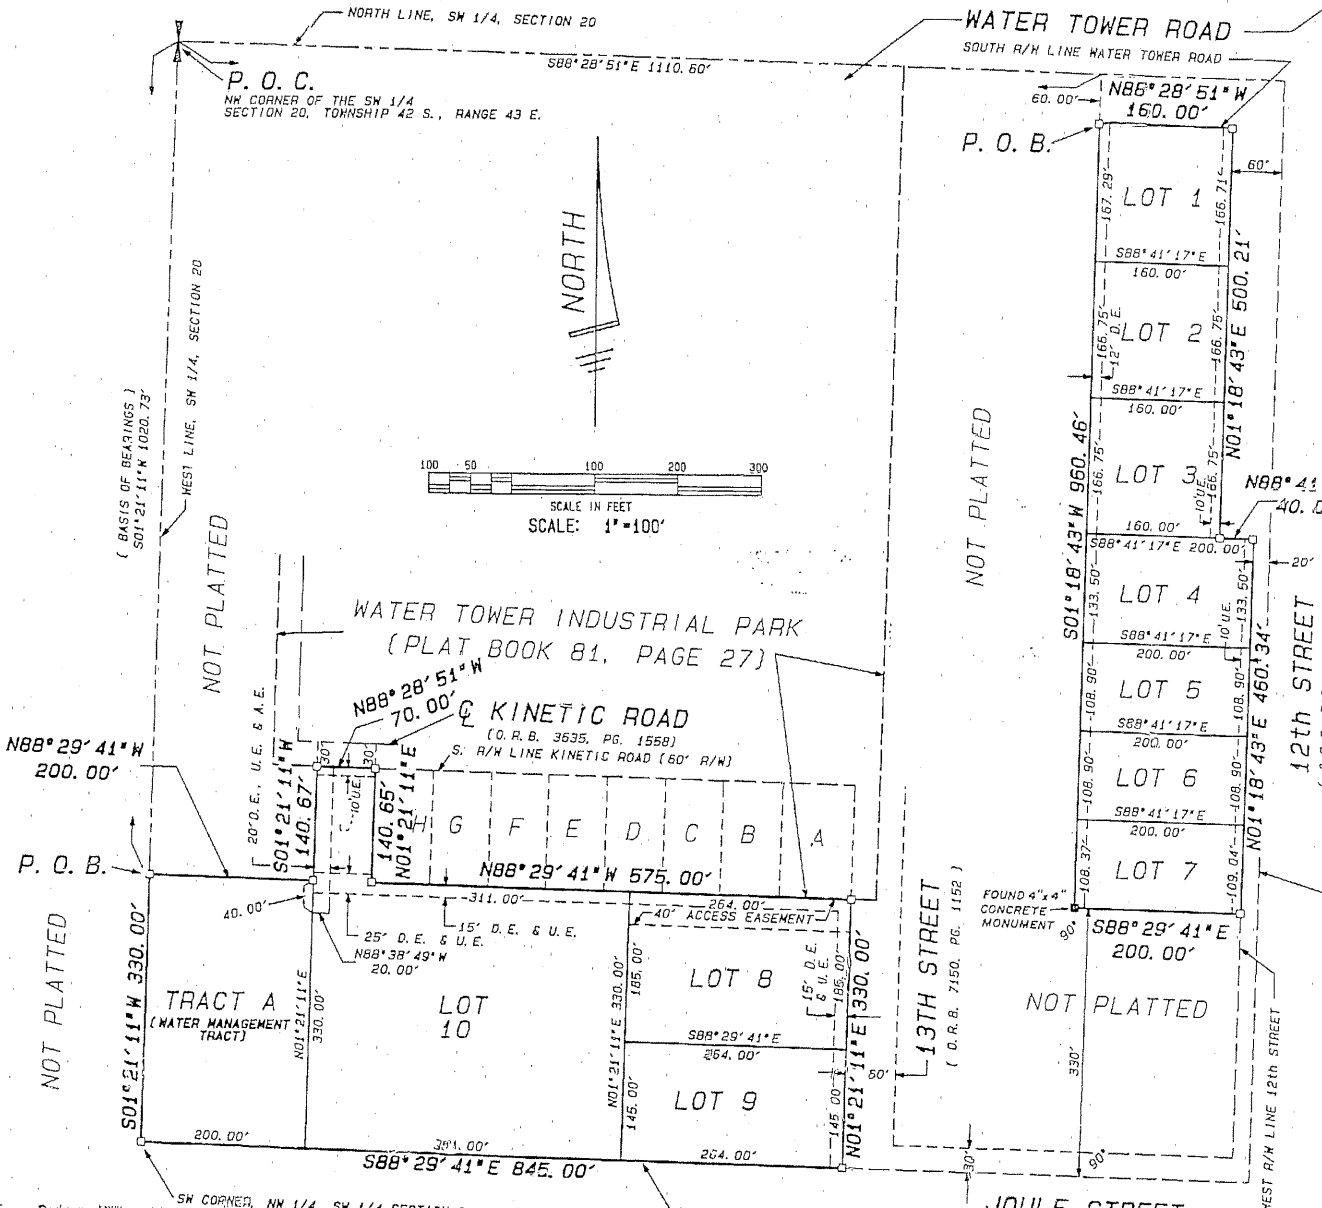 NORTH LINE, SW 1/4, SECTION 20
WATER TOWER ROAD
SOUTH R/W LINE WATER TOWER ROAD
S88°28'51"E 1110.60'
P.O.C.
NW CORNER OF THE SW 1/4
SECTION 20, TOWNSHIP 42 S., RANGE 43 E.
60.00'
N88°28'51"W
160.00'
P.O.B.
60'
167.29'
LOT 1
166.71'
S88°41'17"E
160.00'
NORTH
WEST LINE, SW 1/4, SECTION 20
( BASIS OF BEARINGS )
S01°21'11"W 1020.73'
166.75'
12' D.E.
LOT 2
166.75'
N01°18'43"E 500.21'
S88°41'17"E
160.00'
NOT PLATTED
S01°18'43"W 960.46'
166.75'
LOT 3
10'UE.
166.75'
N88°41
40.
100 50 100 200 300
SCALE IN FEET
SCALE: 1"=100'
160.00'
S88°41'17"E 200.00'
20'
NOT PLATTED
WATER TOWER INDUSTRIAL PARK
(PLAT BOOK 81, PAGE 27)
133.50'
LOT 4
10'UE.
133.50'
S88°41'17"E
200.00'
12th STREET
N88°28'51"W
70.00'
℄ KINETIC ROAD
(O.R.B. 3635, PG. 1558)
S. R/W LINE KINETIC ROAD (60' R/W)
108.90'
LOT 5
108.90'
S88°41'17"E
200.00'
N01°18'43"E 460.34'
N88°29'41"W
200.00'
20'D.E., U.E. & A.E.
S01°21'11"W
140.67'
30'
30'
10'UE.
140.65'
N01°21'11"E
108.90'
LOT 6
108.90'
S88°41'17"E
200.00'
H G F E D C B A
P.O.B.
N88°29'41"W 575.00'
108.37'
LOT 7
109.04'
40.00'
311.00'
264.00'
40' ACCESS EASEMENT
FOUND 4"x4"
CONCRETE
MONUMENT
90°
S88°29'41"E
200.00'
25' D.E. & U.E.
15' D.E. & U.E.
N88°38'49"W
20.00'
NOT PLATTED
S01°21'11"W 330.00'
TRACT A
(WATER MANAGEMENT
TRACT)
N01°21'11"E
330.00'
LOT
10
N01°21'11"E 330.00'
185.00'
LOT 8
15' D.E.
& U.E.
185.00'
N01°21'11"E 330.00'
13TH STREET
( O.R.B. 7150, PG. 1152 )
NOT PLATTED
S88°29'41"E
264.00'
60'
330'
145.00'
LOT 9
145.00'
WEST R/W LINE 12th STREET
200.00'
381.00'
264.00'
S88°29'41"E 845.00'
30'
90°
SW CORNER, NW 1/4, SW 1/4 SECTION
JOULE STREET